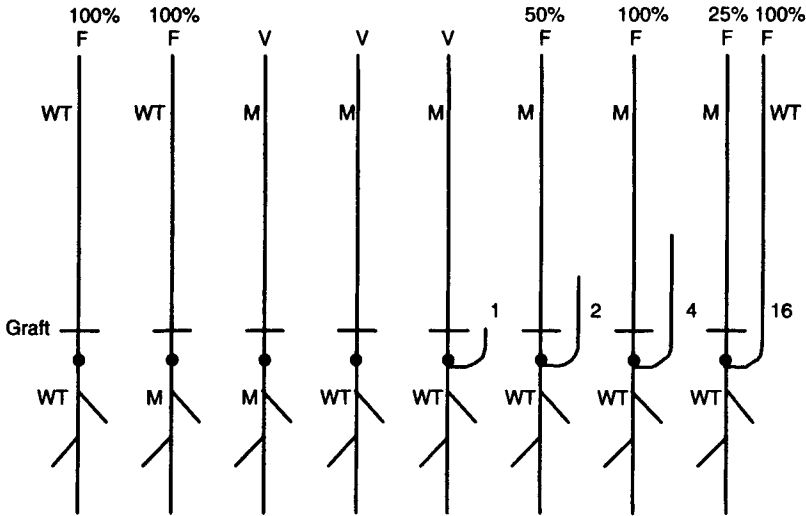 100% 100% 50% 100% 25% 100%
F F V V V F F F F
WT WT M M M M M M WT
1 2 4 16
Graft
WT M M WT WT WT WT WT